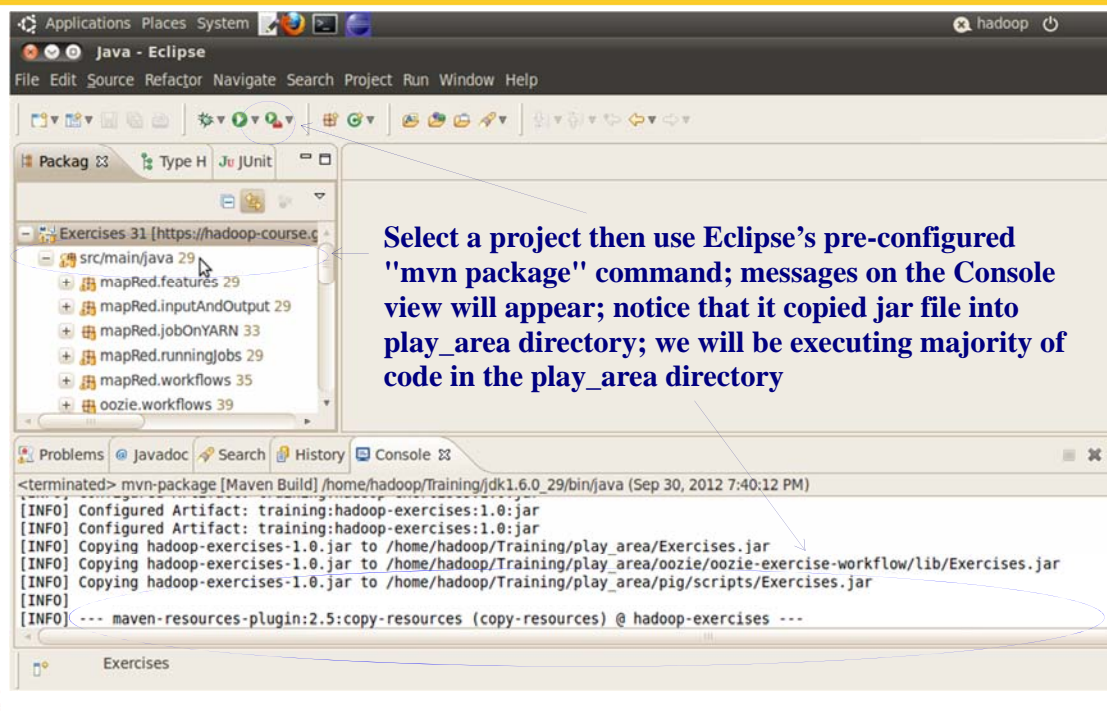 Applications Places System hadoop
Java - Eclipse
File Edit Source Refactor Navigate Search Project Run Window Help
Packag Type H Ju JUnit
Exercises 31 [https://hadoop-course.g
src/main/java 29
mapRed.features 29
mapRed.inputAndOutput 29
mapRed.jobOnYARN 33
mapRed.runningJobs 29
mapRed.workflows 35
oozie.workflows 39
Select a project then use Eclipse's pre-configured
"mvn package" command; messages on the Console
view will appear; notice that it copied jar file into
play_area directory; we will be executing majority of
code in the play_area directory
Problems @ Javadoc Search History Console
<terminated> mvn-package [Maven Build] /home/hadoop/Training/jdk1.6.0_29/bin/java (Sep 30, 2012 7:40:12 PM)
[INFO] Configured Artifact: training:hadoop-exercises:1.0:jar
[INFO] Configured Artifact: training:hadoop-exercises:1.0:jar
[INFO] Copying hadoop-exercises-1.0.jar to /home/hadoop/Training/play_area/Exercises.jar
[INFO] Copying hadoop-exercises-1.0.jar to /home/hadoop/Training/play_area/oozie/oozie-exercise-workflow/lib/Exercises.jar
[INFO] Copying hadoop-exercises-1.0.jar to /home/hadoop/Training/play_area/pig/scripts/Exercises.jar
[INFO]
[INFO] --- maven-resources-plugin:2.5:copy-resources (copy-resources) @ hadoop-exercises ---
Exercises